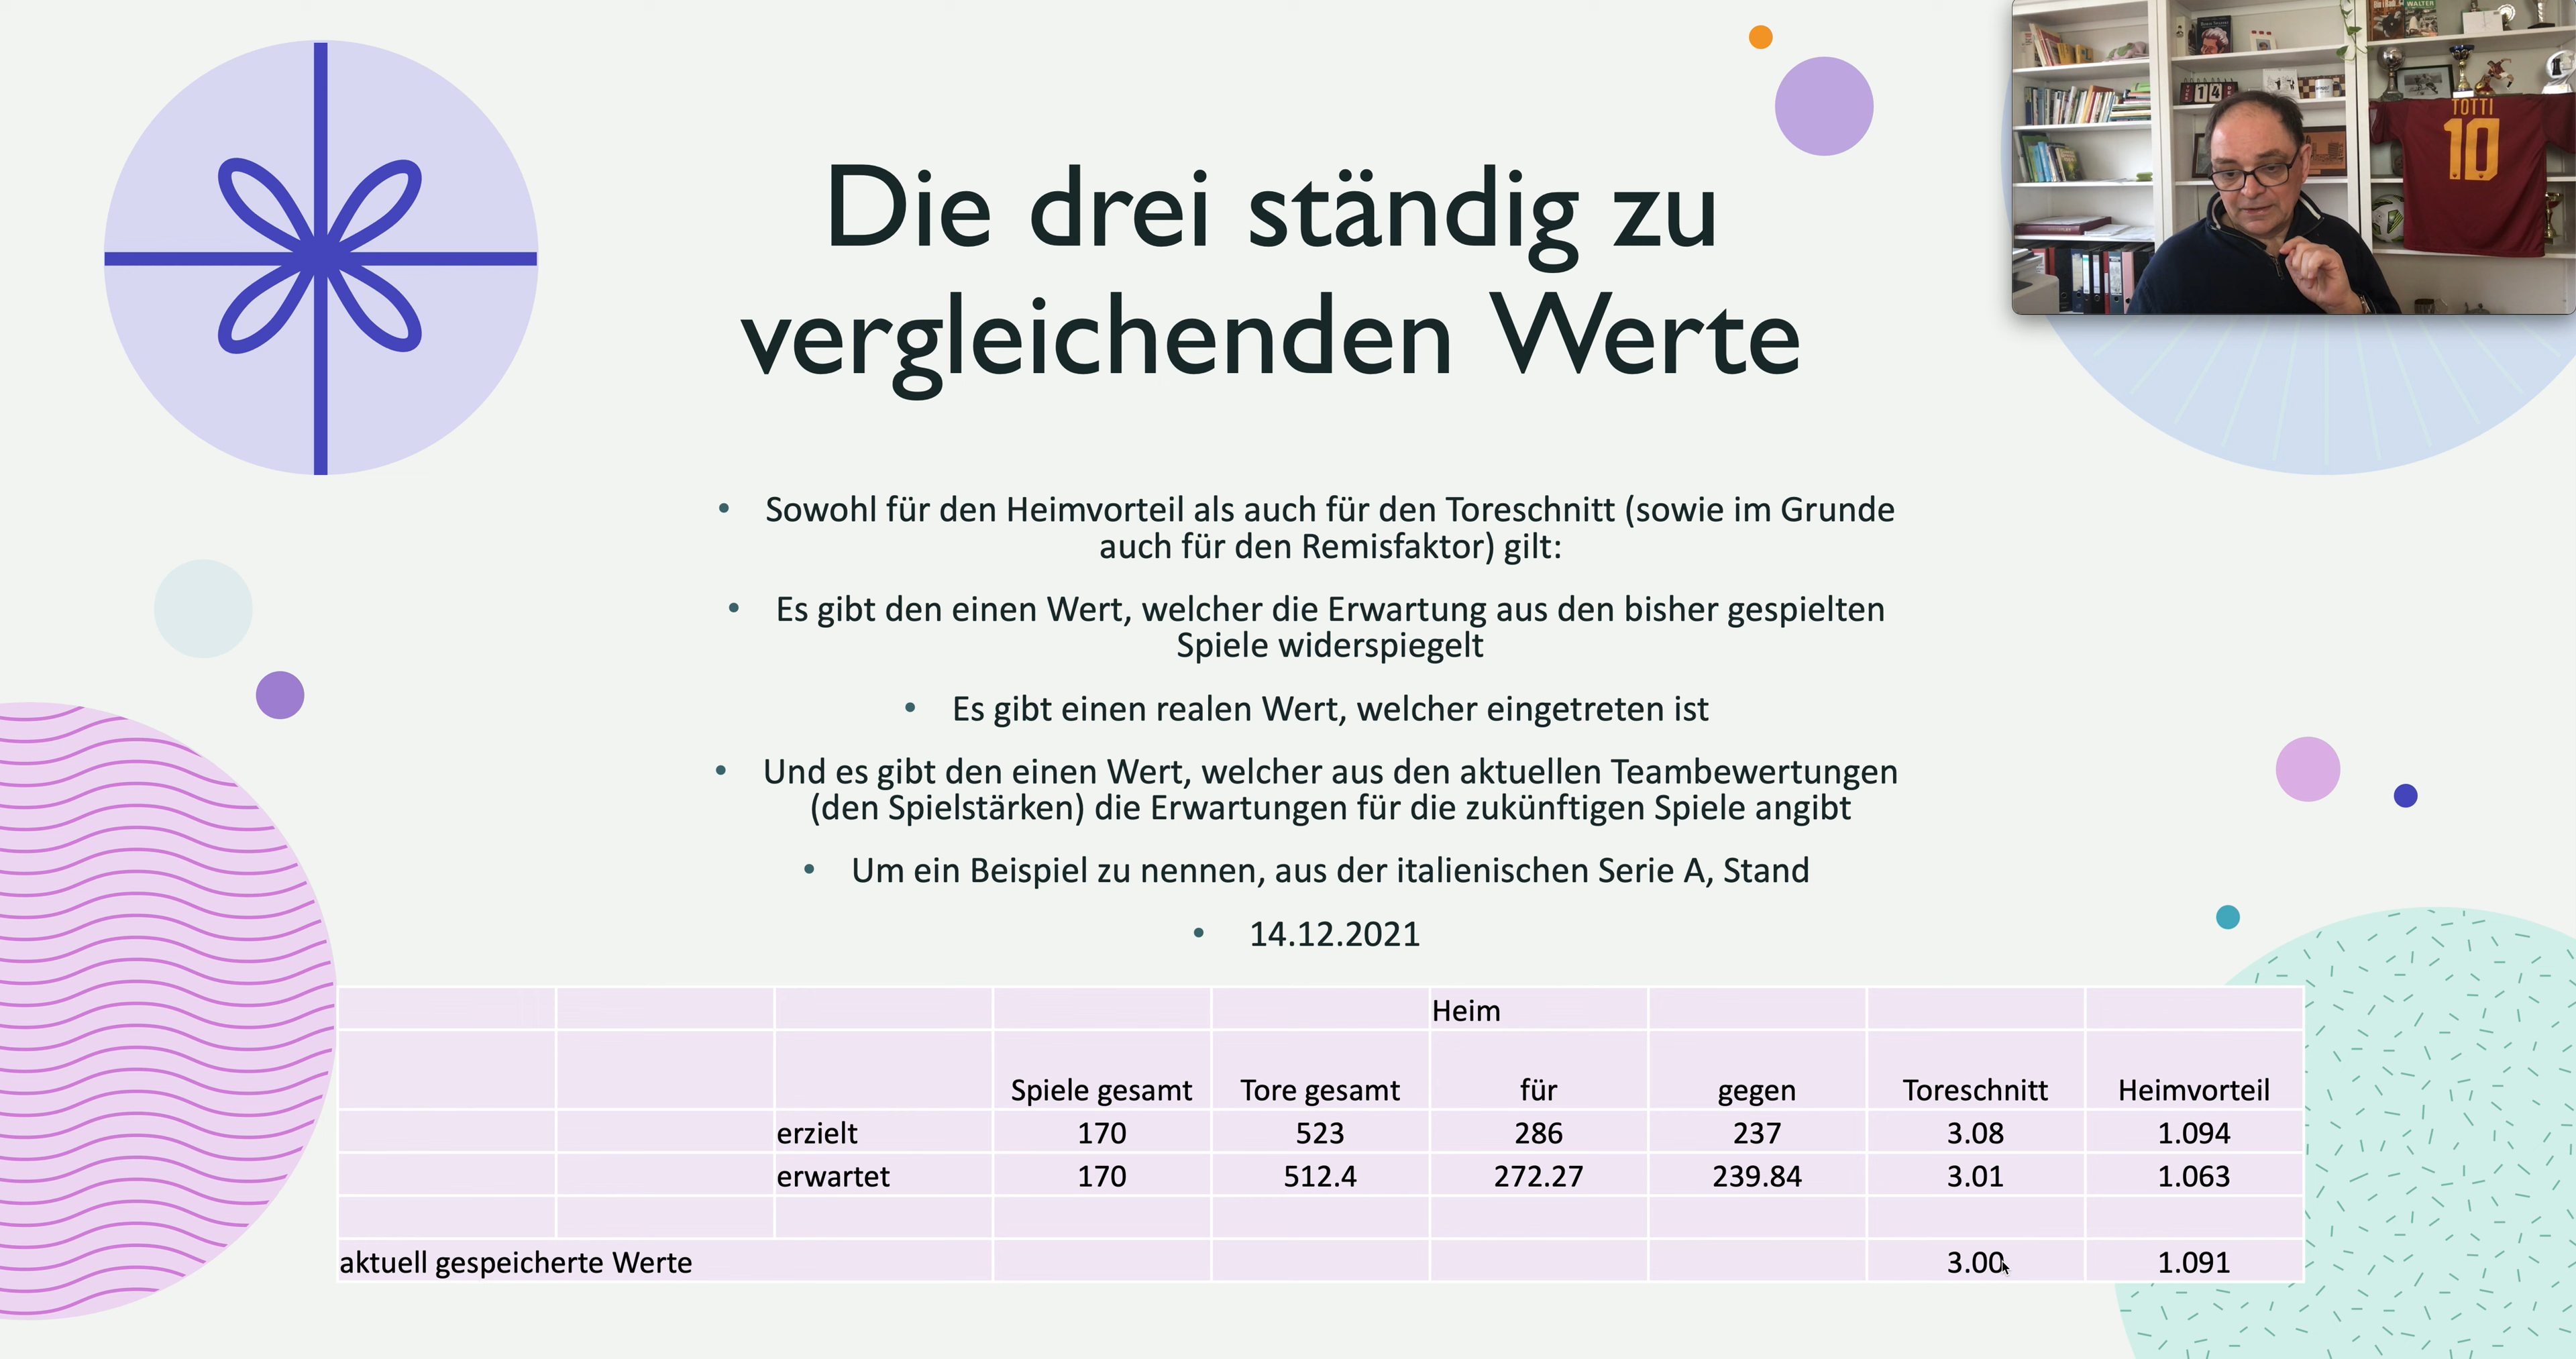 WALTER
14
TOTTI
10
Die drei ständig zu
vergleichenden Werte
• Sowohl für den Heimvorteil als auch für den Toreschnitt (sowie im Grunde
auch für den Remisfaktor) gilt:
• Es gibt den einen Wert, welcher die Erwartung aus den bisher gespielten
Spiele widerspiegelt
• Es gibt einen realen Wert, welcher eingetreten ist
• Und es gibt den einen Wert, welcher aus den aktuellen Teambewertungen
(den Spielstärken) die Erwartungen für die zukünftigen Spiele angibt
• Um ein Beispiel zu nennen, aus der italienischen Serie A, Stand
• 14.12.2021
Heim
Spiele gesamt Tore gesamt für gegen Toreschnitt Heimvorteil
erzielt 170 523 286 237 3.08 1.094
erwartet 170 512.4 272.27 239.84 3.01 1.063
aktuell gespeicherte Werte 3.00 1.091